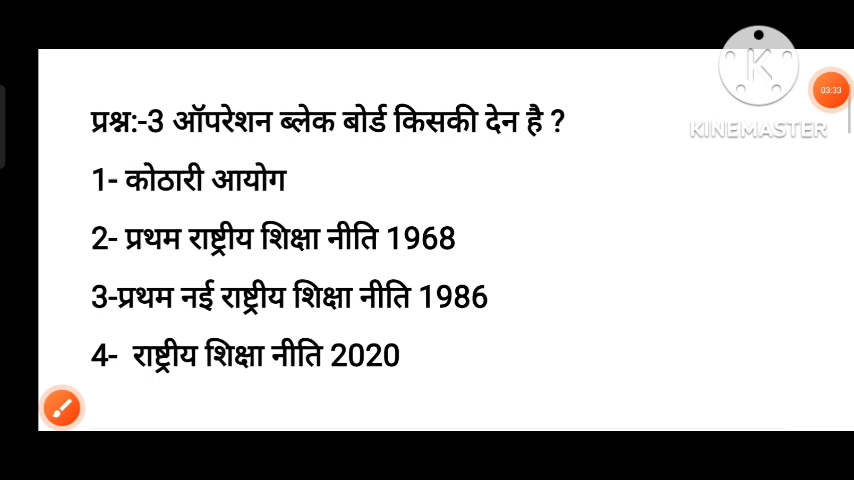 प्रश्न:-3 ऑपरेशन ब्लेक बोर्ड किसकी देन है ?
1- कोठारी आयोग
2- प्रथम राष्ट्रीय शिक्षा नीति 1968
3-प्रथम नई राष्ट्रीय शिक्षा नीति 1986
4- राष्ट्रीय शिक्षा नीति 2020
K
KINEMASTER
03:33